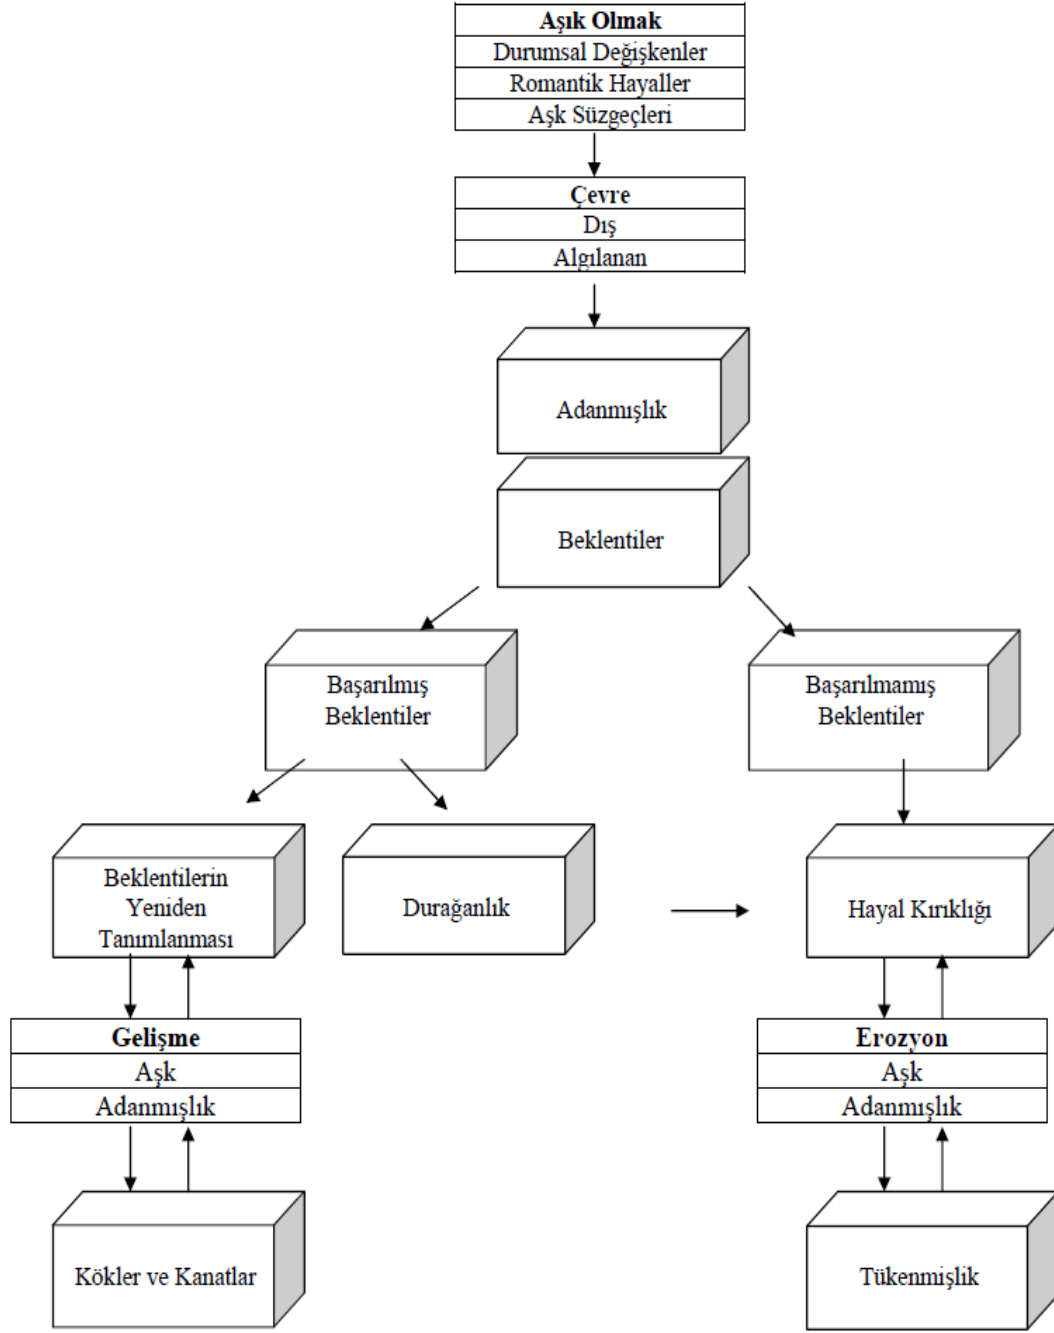 Aşık Olmak
Durumsal Değişkenler
Romantik Hayaller
Aşk Süzgeçleri
Çevre
Dış
Algılanan
Adanmışlık
Beklentiler
Başarılmış
Beklentiler
Başarılmamış
Beklentiler
Beklentilerin
Yeniden
Tanımlanması
Durağanlık
Hayal Kırıklığı
Gelişme
Aşk
Adanmışlık
Erozyon
Aşk
Adanmışlık
Kökler ve Kanatlar
Tükenmişlik